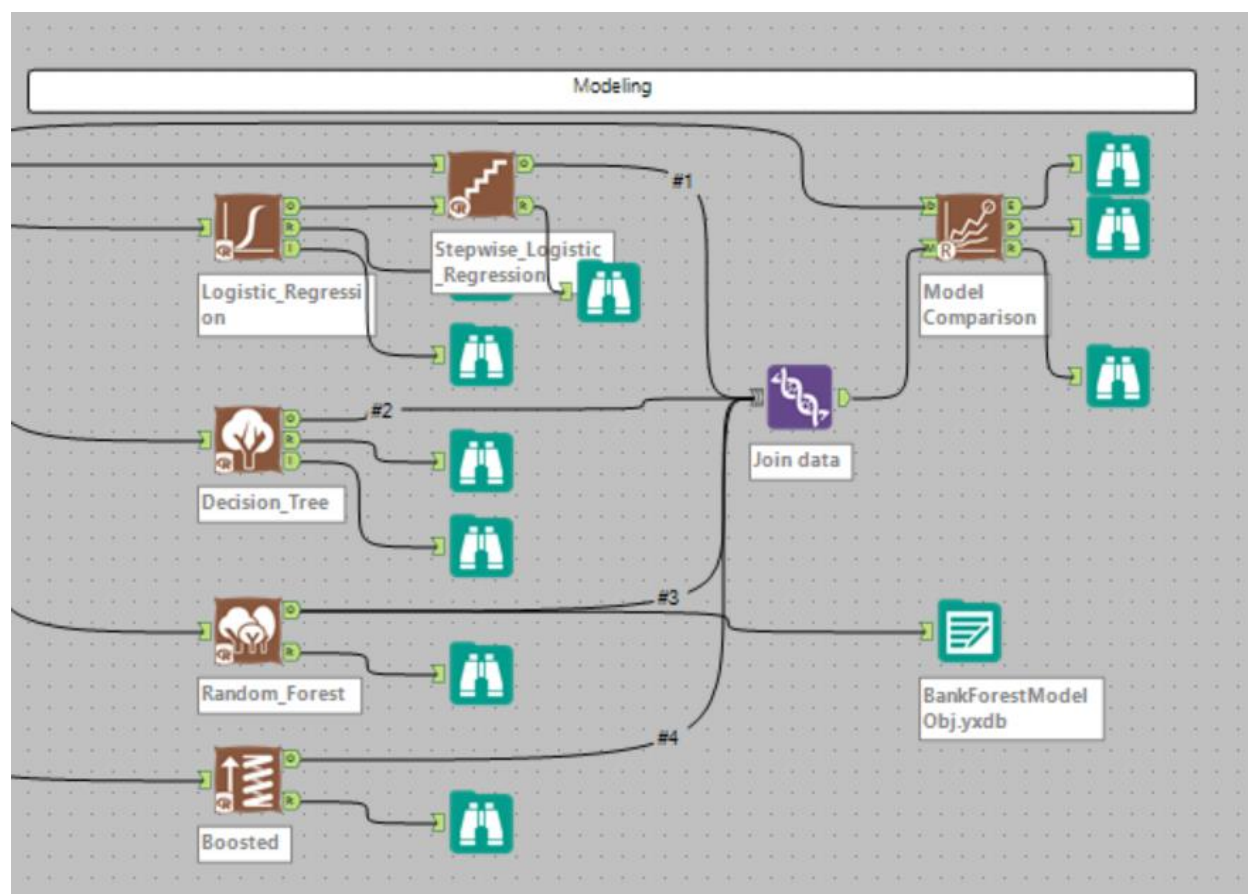 Modeling
#1
Stepwise_Logistic
_Regression
Logistic_Regressi
on
O
R
I
O
R
D
M
E
P
R
R
Model
Comparison
#2
O
R
I
Decision_Tree
Join data
#3
O
R
Random_Forest
BankForestModel
Obj.yxdb
#4
O
R
Boosted